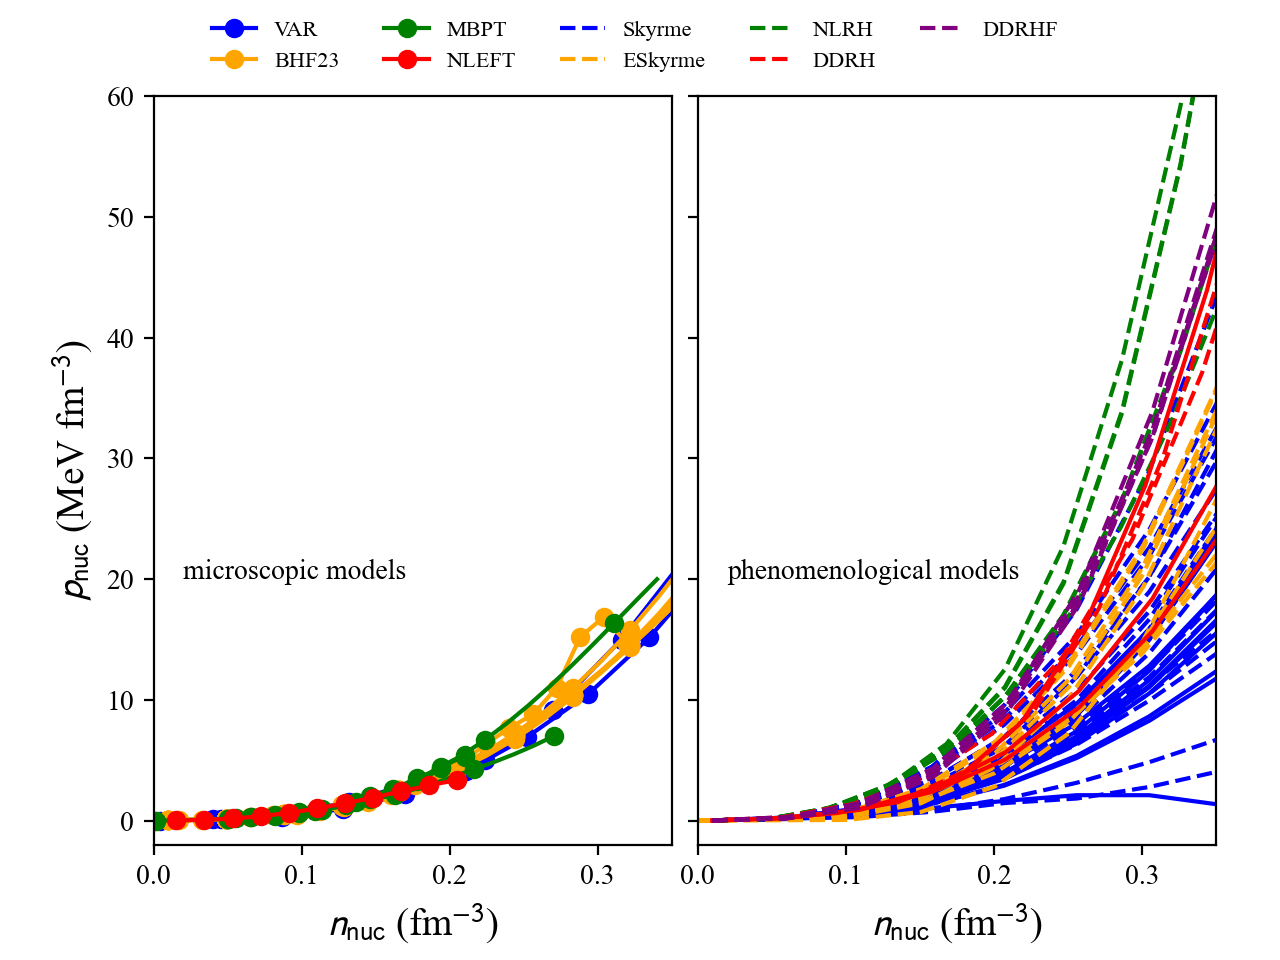 VAR MBPT Skyrme NLRH DDRHF
BHF23 NLEFT ESkyrme DDRH
60
50
40
30
20
10
0
p_nuc (MeV fm⁻³)
microscopic models
phenomenological models
0.0 0.1 0.2 0.3 0.0 0.1 0.2 0.3
n_nuc (fm⁻³) n_nuc (fm⁻³)